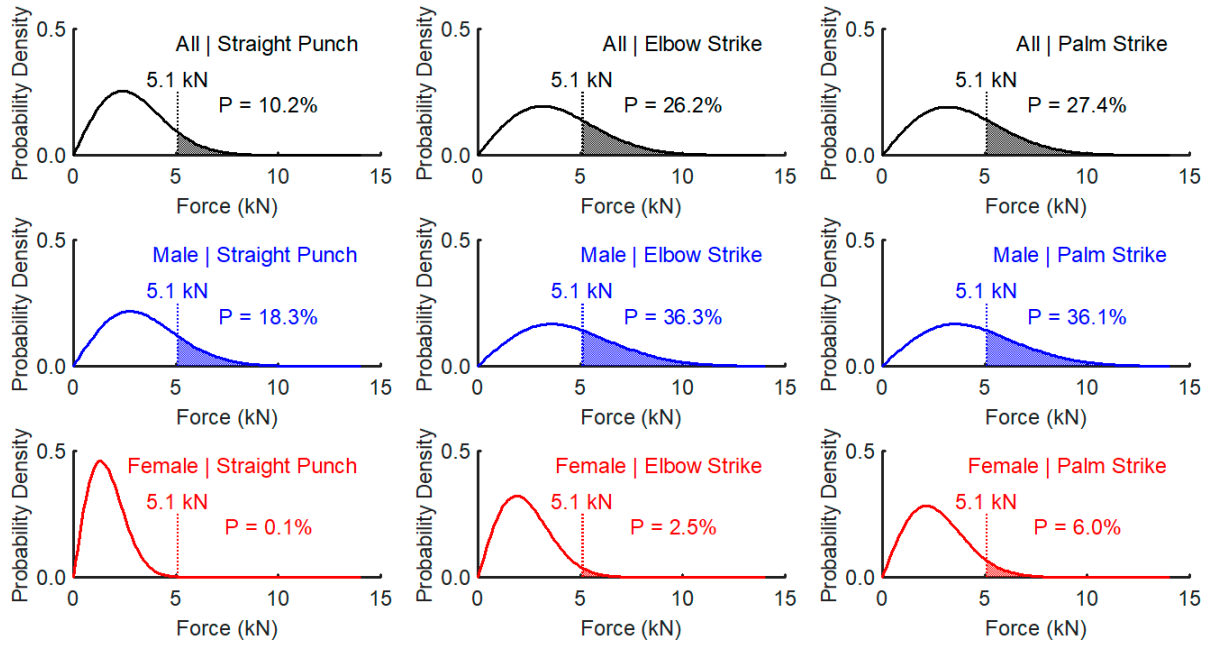 Probability Density
0.5
0.0
All | Straight Punch
5.1 kN
P = 10.2%
0 5 10 15
Force (kN)
Probability Density
0.5
0.0
All | Elbow Strike
5.1 kN
P = 26.2%
0 5 10 15
Force (kN)
Probability Density
0.5
0.0
All | Palm Strike
5.1 kN
P = 27.4%
0 5 10 15
Force (kN)
Probability Density
0.5
0.0
Male | Straight Punch
5.1 kN
P = 18.3%
0 5 10 15
Force (kN)
Probability Density
0.5
0.0
Male | Elbow Strike
5.1 kN
P = 36.3%
0 5 10 15
Force (kN)
Probability Density
0.5
0.0
Male | Palm Strike
5.1 kN
P = 36.1%
0 5 10 15
Force (kN)
Probability Density
0.5
0.0
Female | Straight Punch
5.1 kN
P = 0.1%
0 5 10 15
Force (kN)
Probability Density
0.5
0.0
Female | Elbow Strike
5.1 kN
P = 2.5%
0 5 10 15
Force (kN)
Probability Density
0.5
0.0
Female | Palm Strike
5.1 kN
P = 6.0%
0 5 10 15
Force (kN)